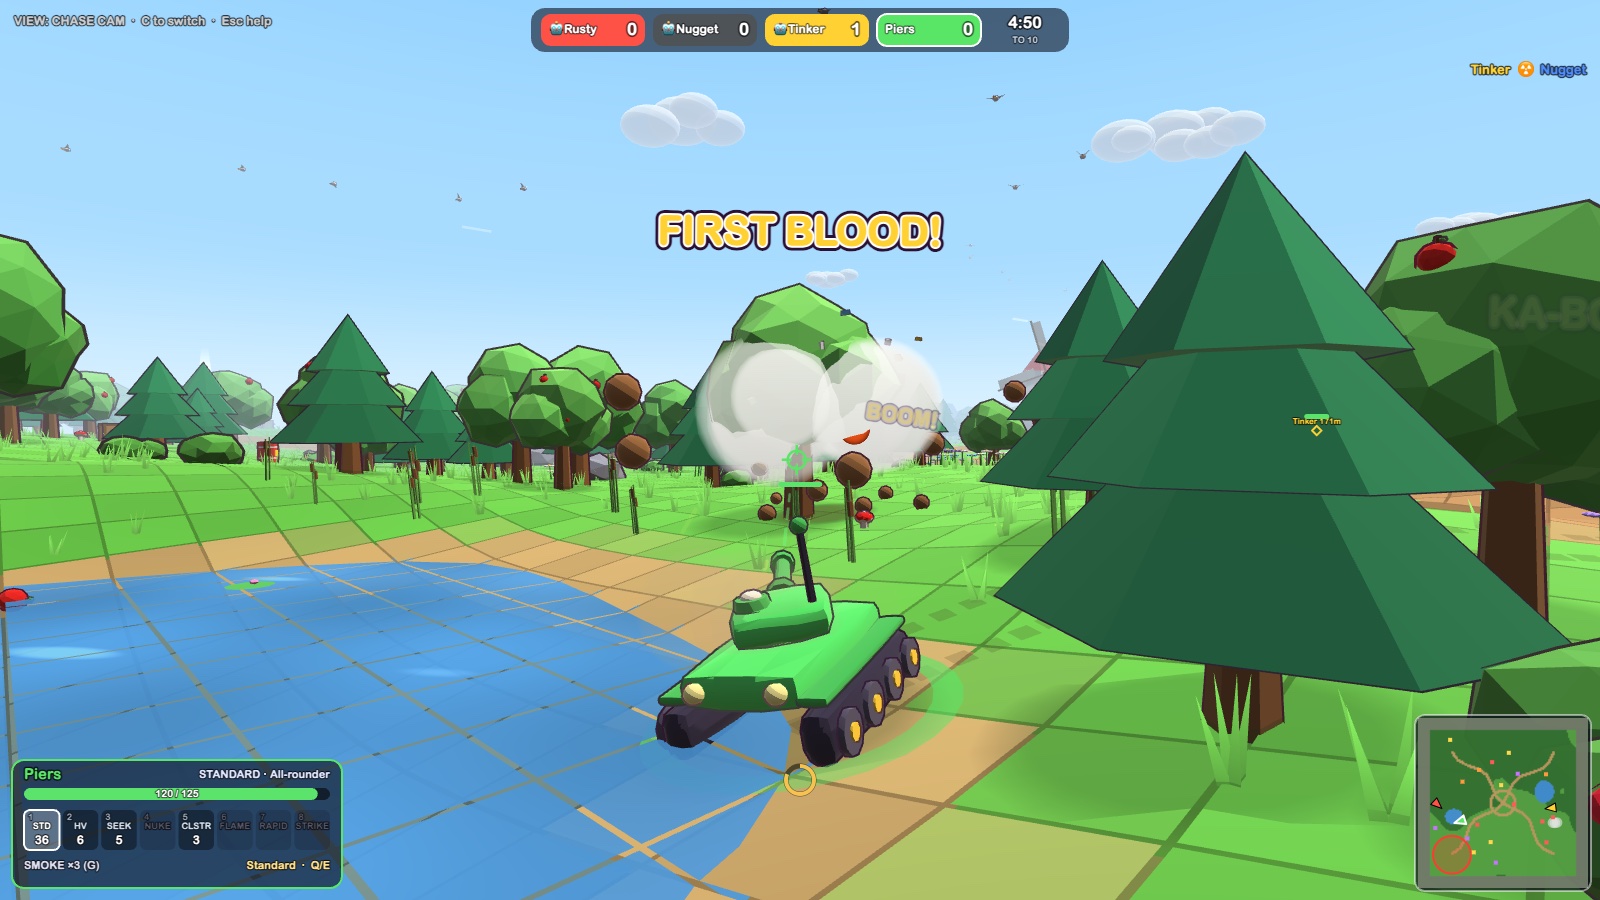 VIEW: CHASE CAM · C to switch · Esc help
Rusty 0
Nugget 0
Tinker 1
Piers 0
4:50
TO 10
Tinker Nugget
FIRST BLOOD!
KA-BO
BOOM!
Tinker 171m
Piers
STANDARD · All-rounder
120 / 125
1 STD 36
2 HV 6
3 SEEK 5
4 NUKE
5 CLSTR 3
6 FLAME
7 RAPID
8 STRIKE
SMOKE ×3 (G)
Standard · Q/E